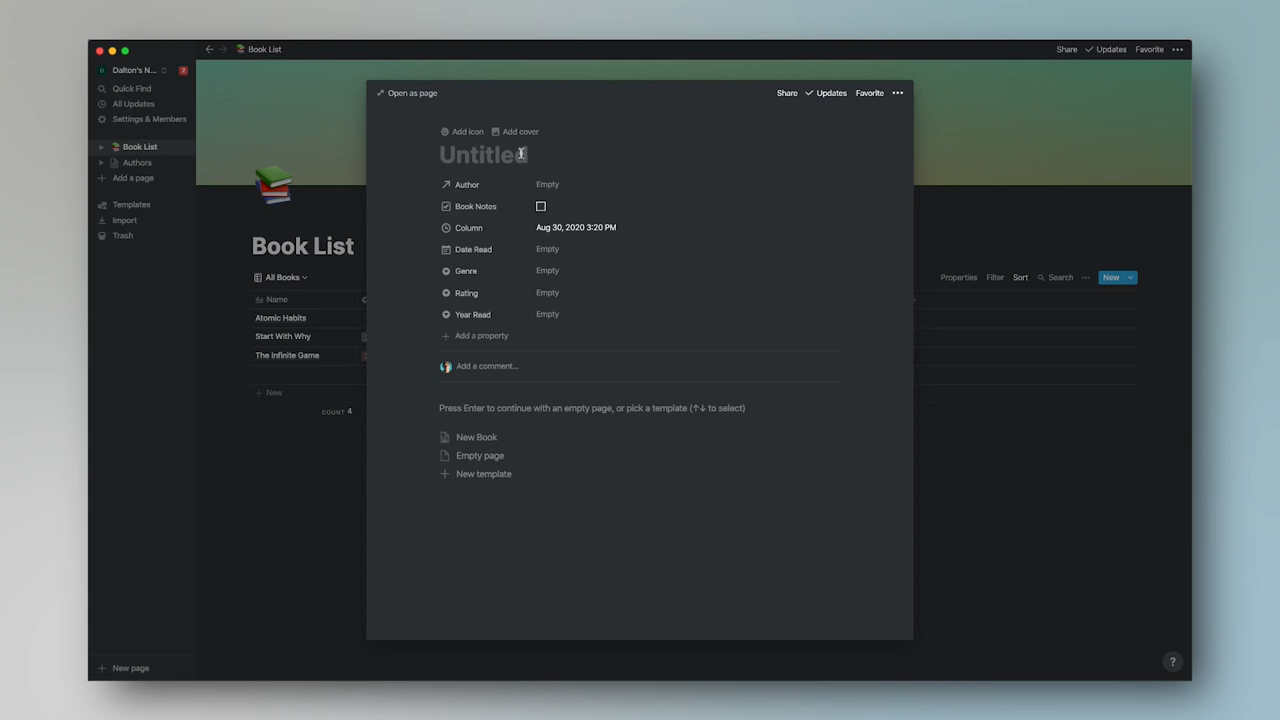 Book List
Share Updates Favorite
D Dalton's N... 2
Quick Find
All Updates
Settings & Members
Book List
Authors
Add a page
Templates
Import
Trash
New page
Book List
All Books
Properties Filter Sort Search New
Aa Name
Atomic Habits
Start With Why
The Infinite Game
New
COUNT 4
Open as page
Share Updates Favorite
Add icon Add cover
Untitled
Author Empty
Book Notes
Column Aug 30, 2020 3:20 PM
Date Read Empty
Genre Empty
Rating Empty
Year Read Empty
Add a property
Add a comment...
Press Enter to continue with an empty page, or pick a template (↑↓ to select)
New Book
Empty page
New template
?